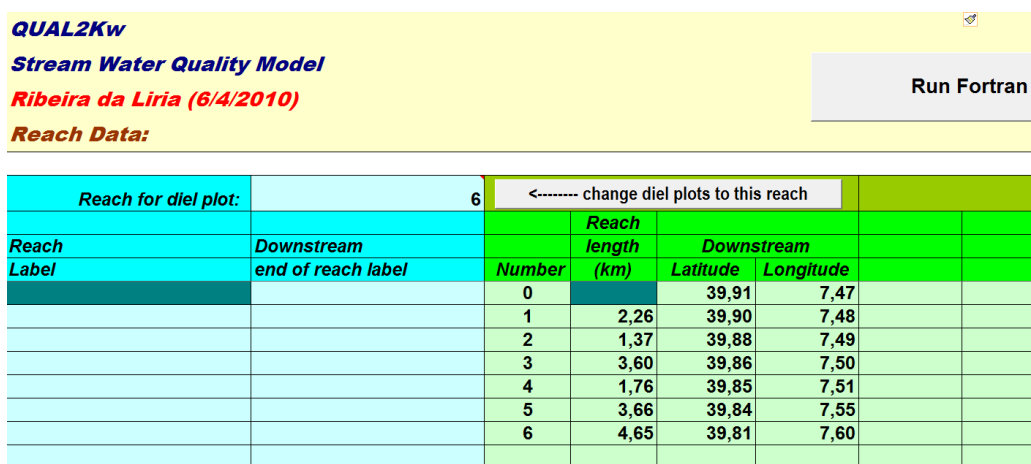 QUAL2Kw
Stream Water Quality Model
Ribeira da Liria (6/4/2010)
Reach Data:
Run Fortran
Reach for diel plot: 6 <-------- change diel plots to this reach
Reach
Reach Downstream length Downstream
Label end of reach label Number (km) Latitude Longitude
0 39,91 7,47
1 2,26 39,90 7,48
2 1,37 39,88 7,49
3 3,60 39,86 7,50
4 1,76 39,85 7,51
5 3,66 39,84 7,55
6 4,65 39,81 7,60